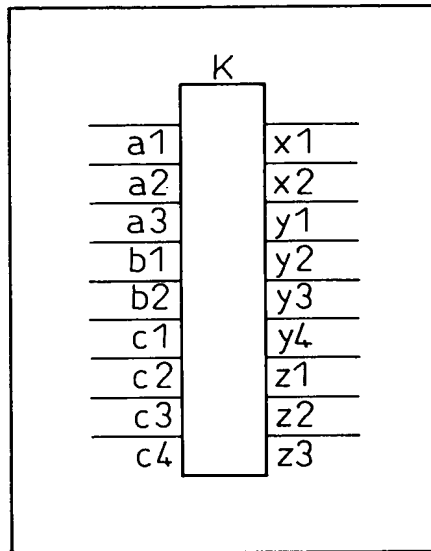 K
a1 x1
a2 x2
a3 y1
b1 y2
b2 y3
c1 y4
c2 z1
c3 z2
c4 z3